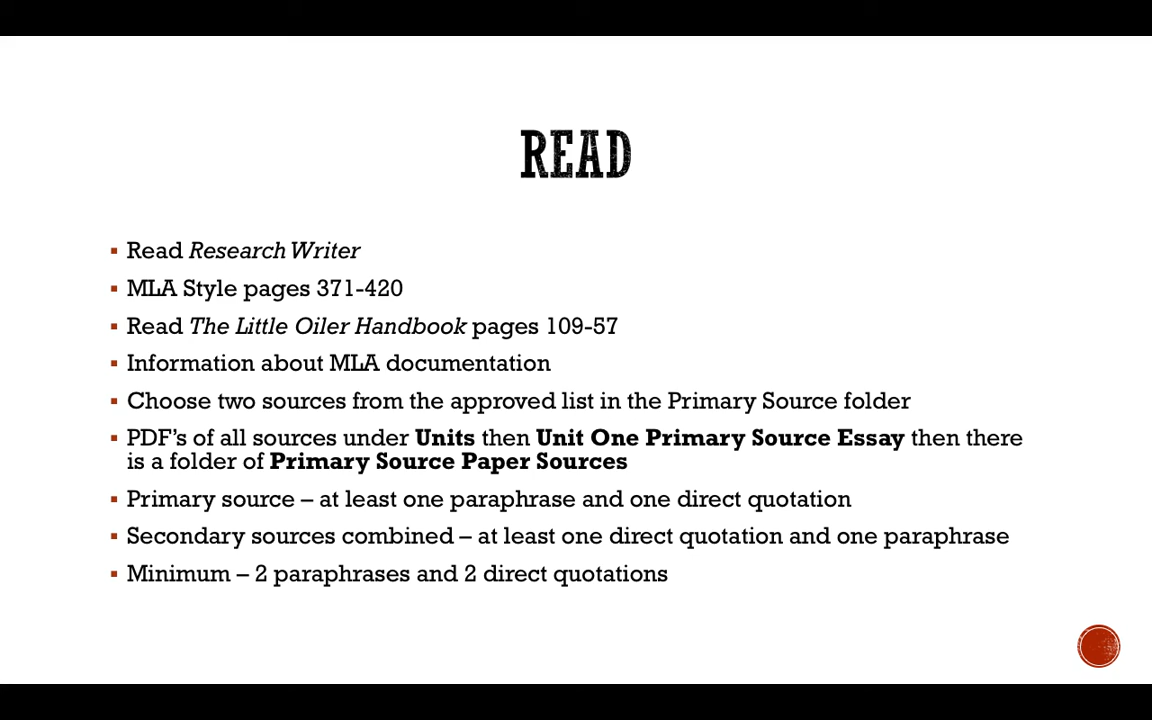 READ
▪ Read Research Writer
▪ MLA Style pages 371-420
▪ Read The Little Oiler Handbook pages 109-57
▪ Information about MLA documentation
▪ Choose two sources from the approved list in the Primary Source folder
▪ PDF’s of all sources under Units then Unit One Primary Source Essay then there
is a folder of Primary Source Paper Sources
▪ Primary source – at least one paraphrase and one direct quotation
▪ Secondary sources combined – at least one direct quotation and one paraphrase
▪ Minimum – 2 paraphrases and 2 direct quotations